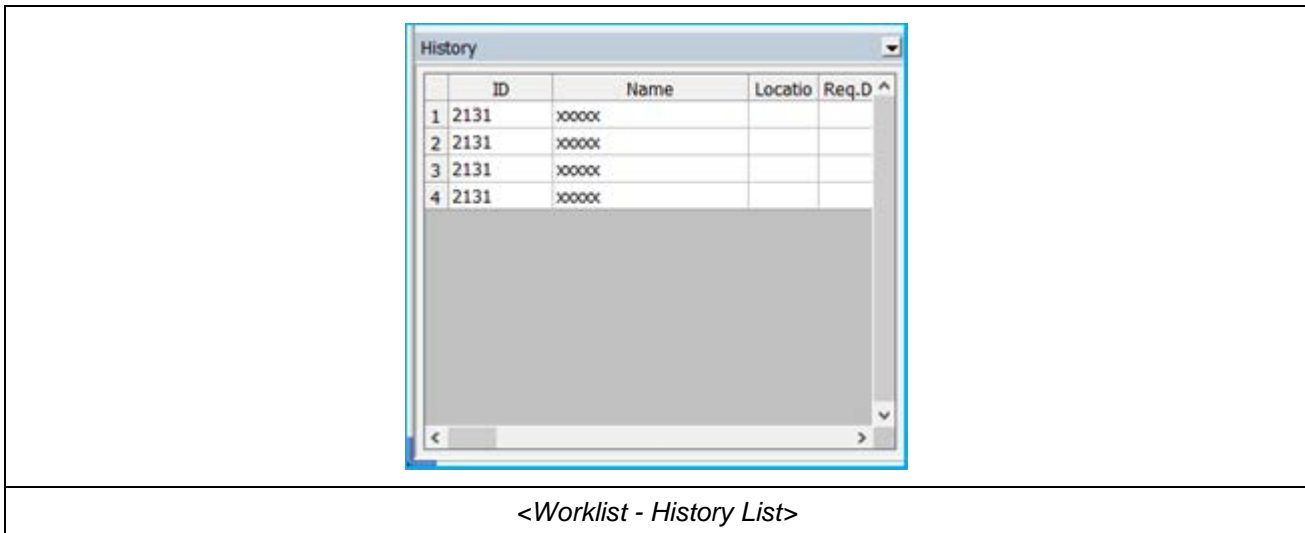 History
ID Name Locatio Req.D
1 2131 xxxxx
2 2131 xxxxx
3 2131 xxxxx
4 2131 xxxxx
<Worklist - History List>